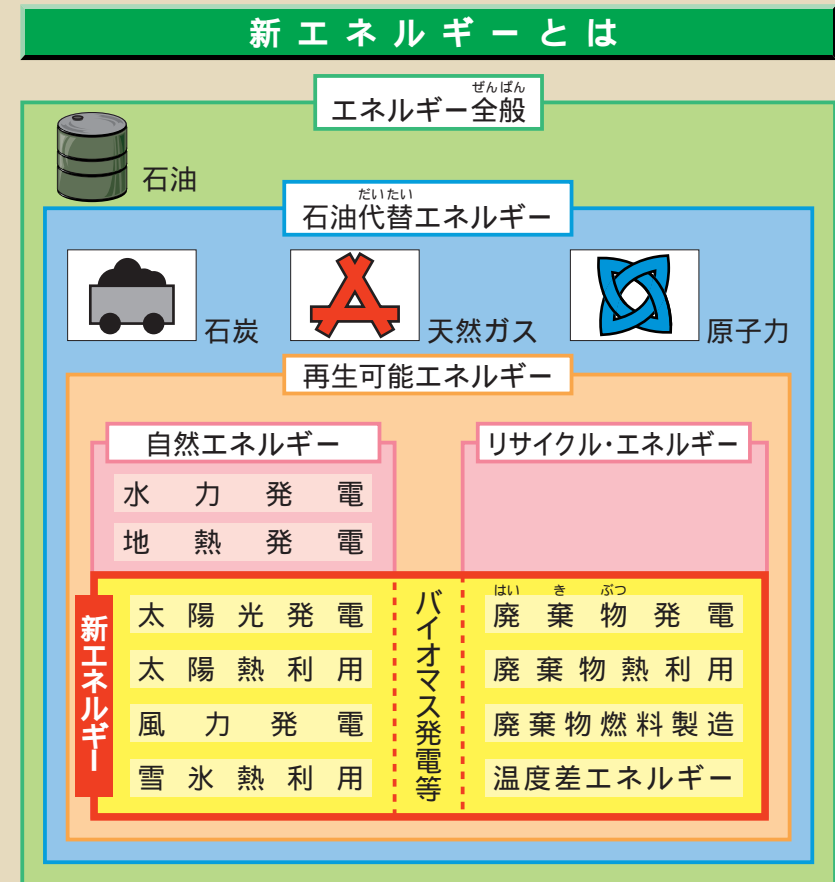 新エネルギーとは
ぜんぱん
エネルギー全般
石油
だいたい
石油代替エネルギー
石炭
天然ガス
原子力
再生可能エネルギー
自然エネルギー
水力発電
地熱発電
リサイクル・エネルギー
新エネルギー
太陽光発電
太陽熱利用
風力発電
雪氷熱利用
バイオマス発電等
はいきぶつ
廃棄物発電
廃棄物熱利用
廃棄物燃料製造
温度差エネルギー